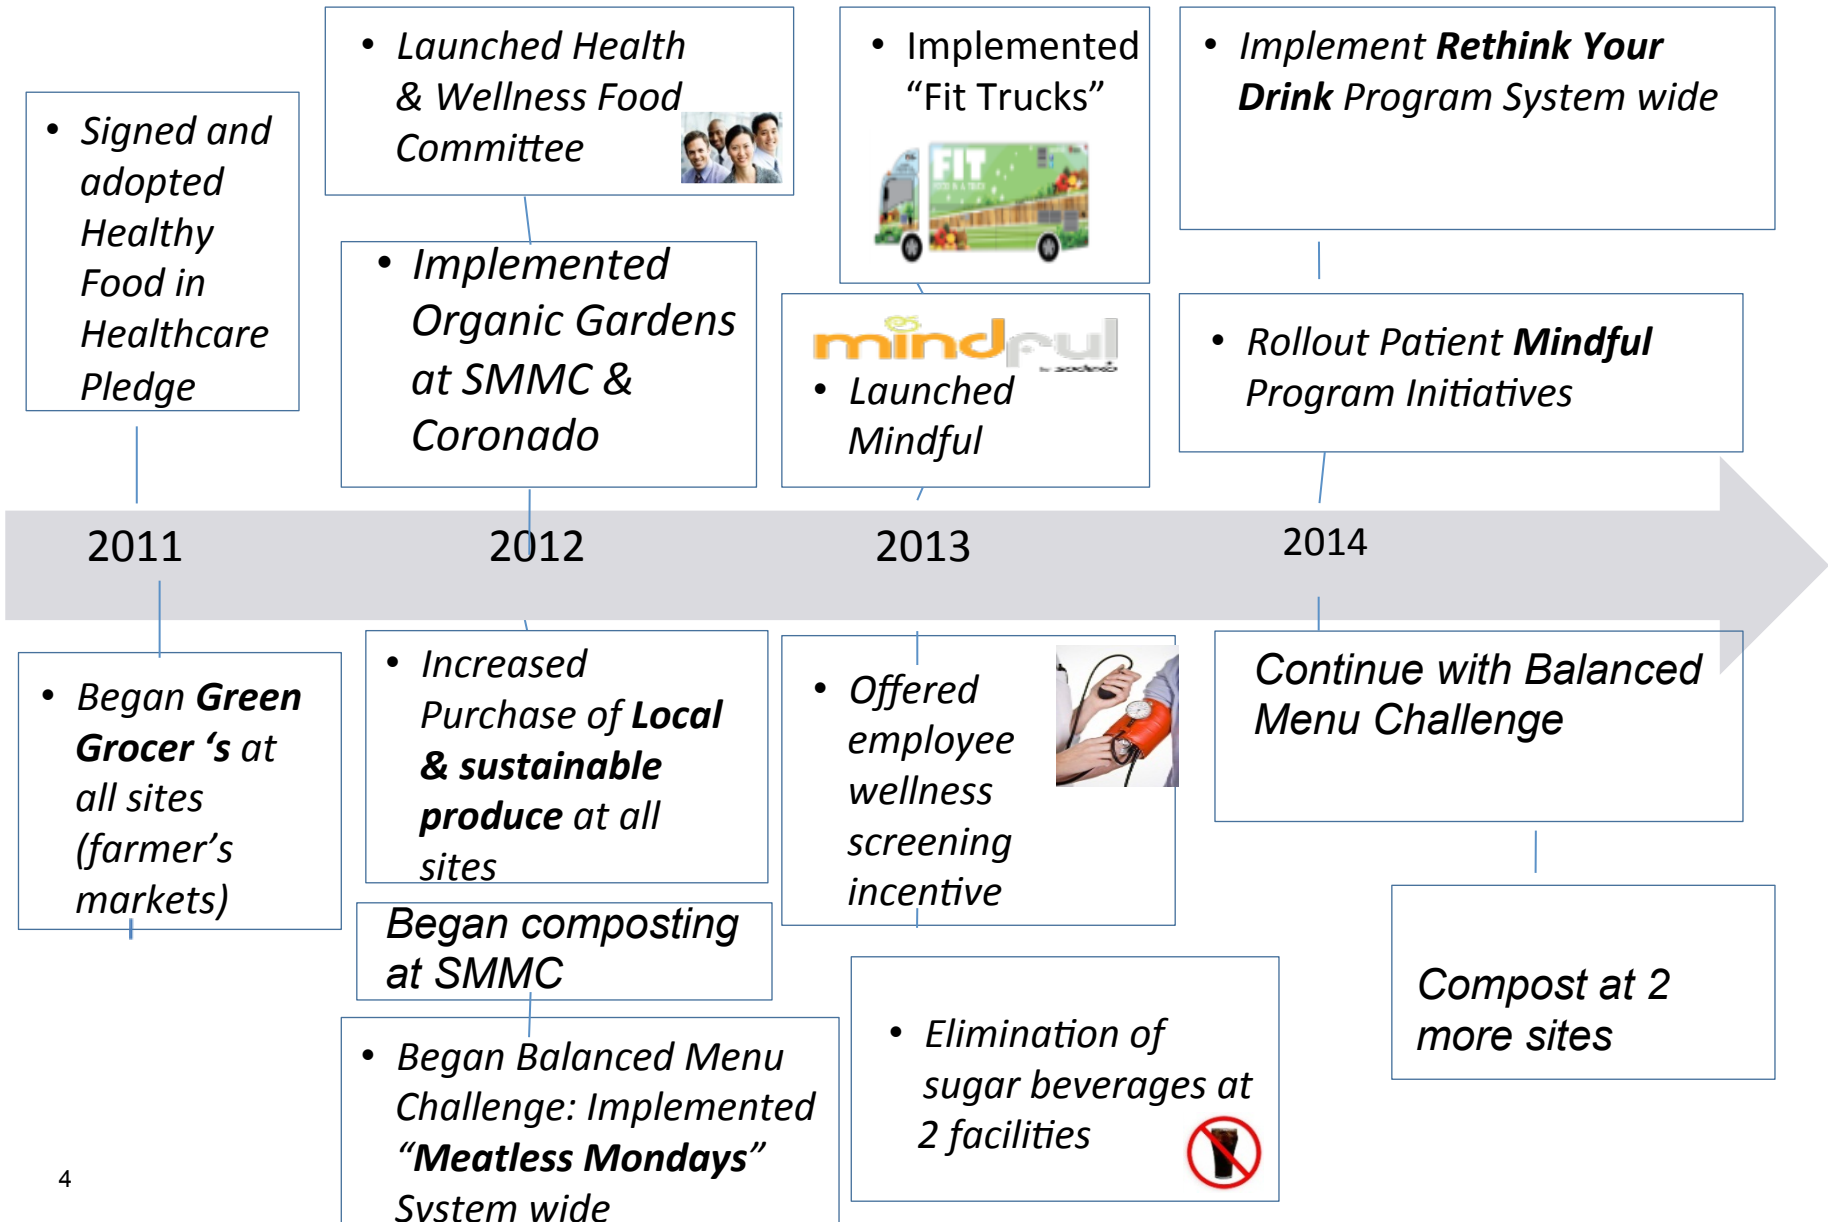 • Signed and
adopted
Healthy
Food in
Healthcare
Pledge
• Launched Health
& Wellness Food
Committee
• Implemented
Organic Gardens
at SMMC &
Coronado
• Implemented
“Fit Trucks”
FIT
mindful
by sodexo
• Launched
Mindful
• Implement Rethink Your
Drink Program System wide
• Rollout Patient Mindful
Program Initiatives
2011
2012
2013
2014
• Began Green
Grocer ‘s at
all sites
(farmer’s
markets)
• Increased
Purchase of Local
& sustainable
produce at all
sites
Began composting
at SMMC
• Began Balanced Menu
Challenge: Implemented
“Meatless Mondays”
System wide
• Offered
employee
wellness
screening
incentive
• Elimination of
sugar beverages at
2 facilities
Continue with Balanced
Menu Challenge
Compost at 2
more sites
4